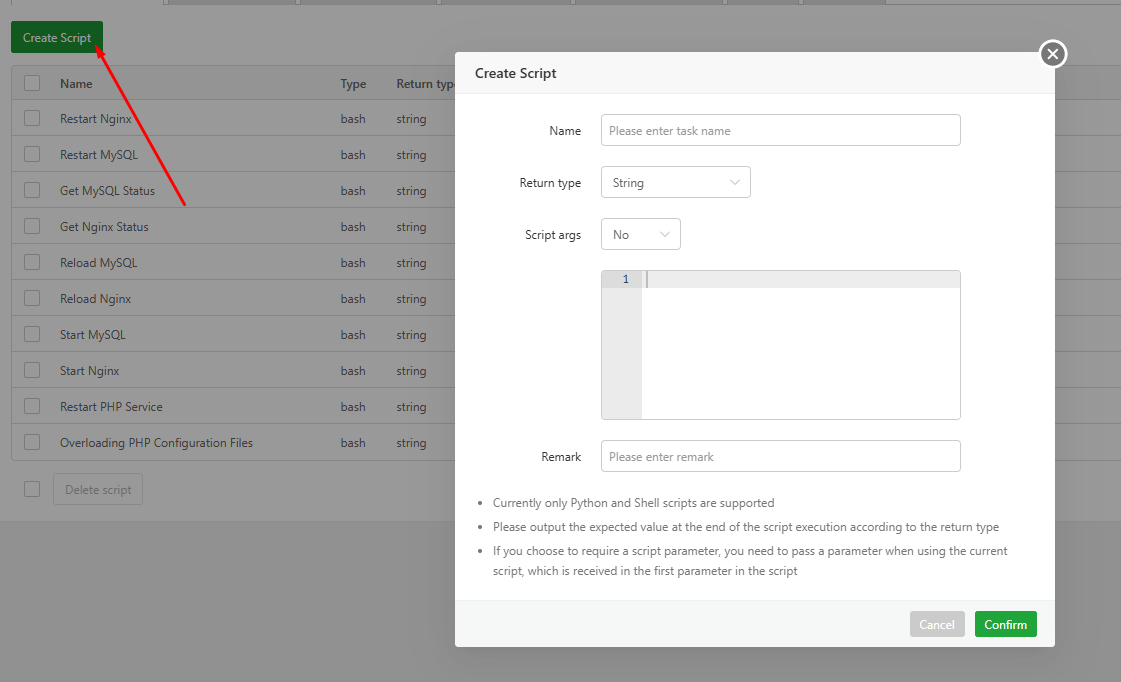 Create Script
Name Type Return typ
Restart Nginx bash string
Restart MySQL bash string
Get MySQL Status bash string
Get Nginx Status bash string
Reload MySQL bash string
Reload Nginx bash string
Start MySQL bash string
Start Nginx bash string
Restart PHP Service bash string
Overloading PHP Configuration Files bash string
Delete script
Create Script
Name Please enter task name
Return type String
Script args No
1
Remark Please enter remark
• Currently only Python and Shell scripts are supported
• Please output the expected value at the end of the script execution according to the return type
• If you choose to require a script parameter, you need to pass a parameter when using the current
script, which is received in the first parameter in the script
Cancel Confirm